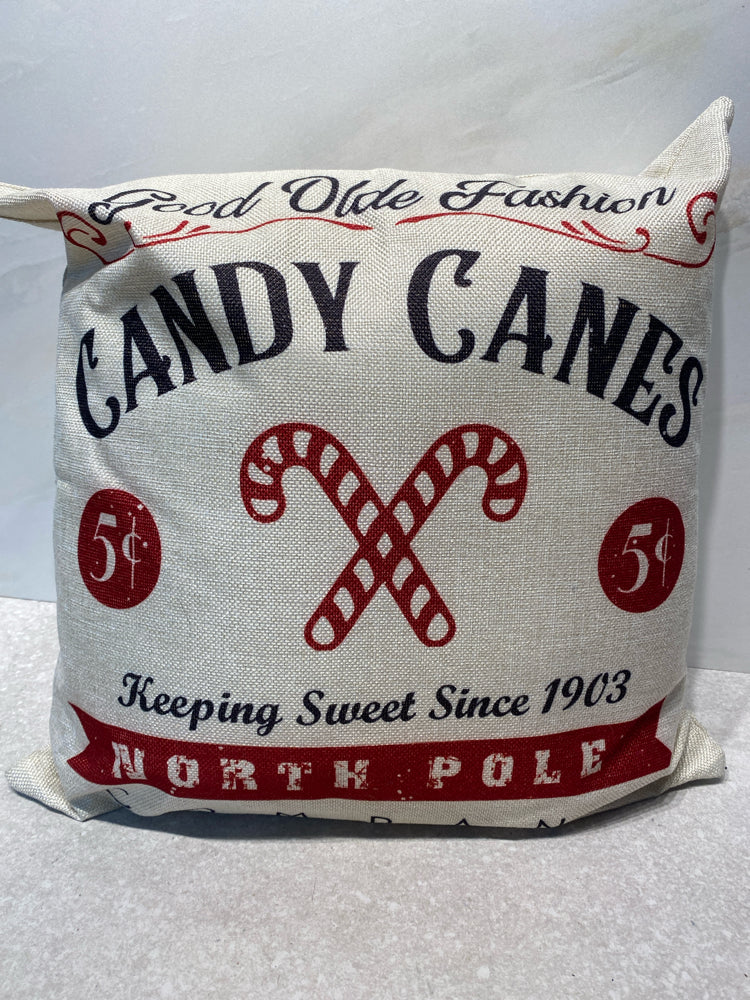 Good Olde Fashion
CANDY CANES
5¢ 5¢
Keeping Sweet Since 1903
NORTH POLE